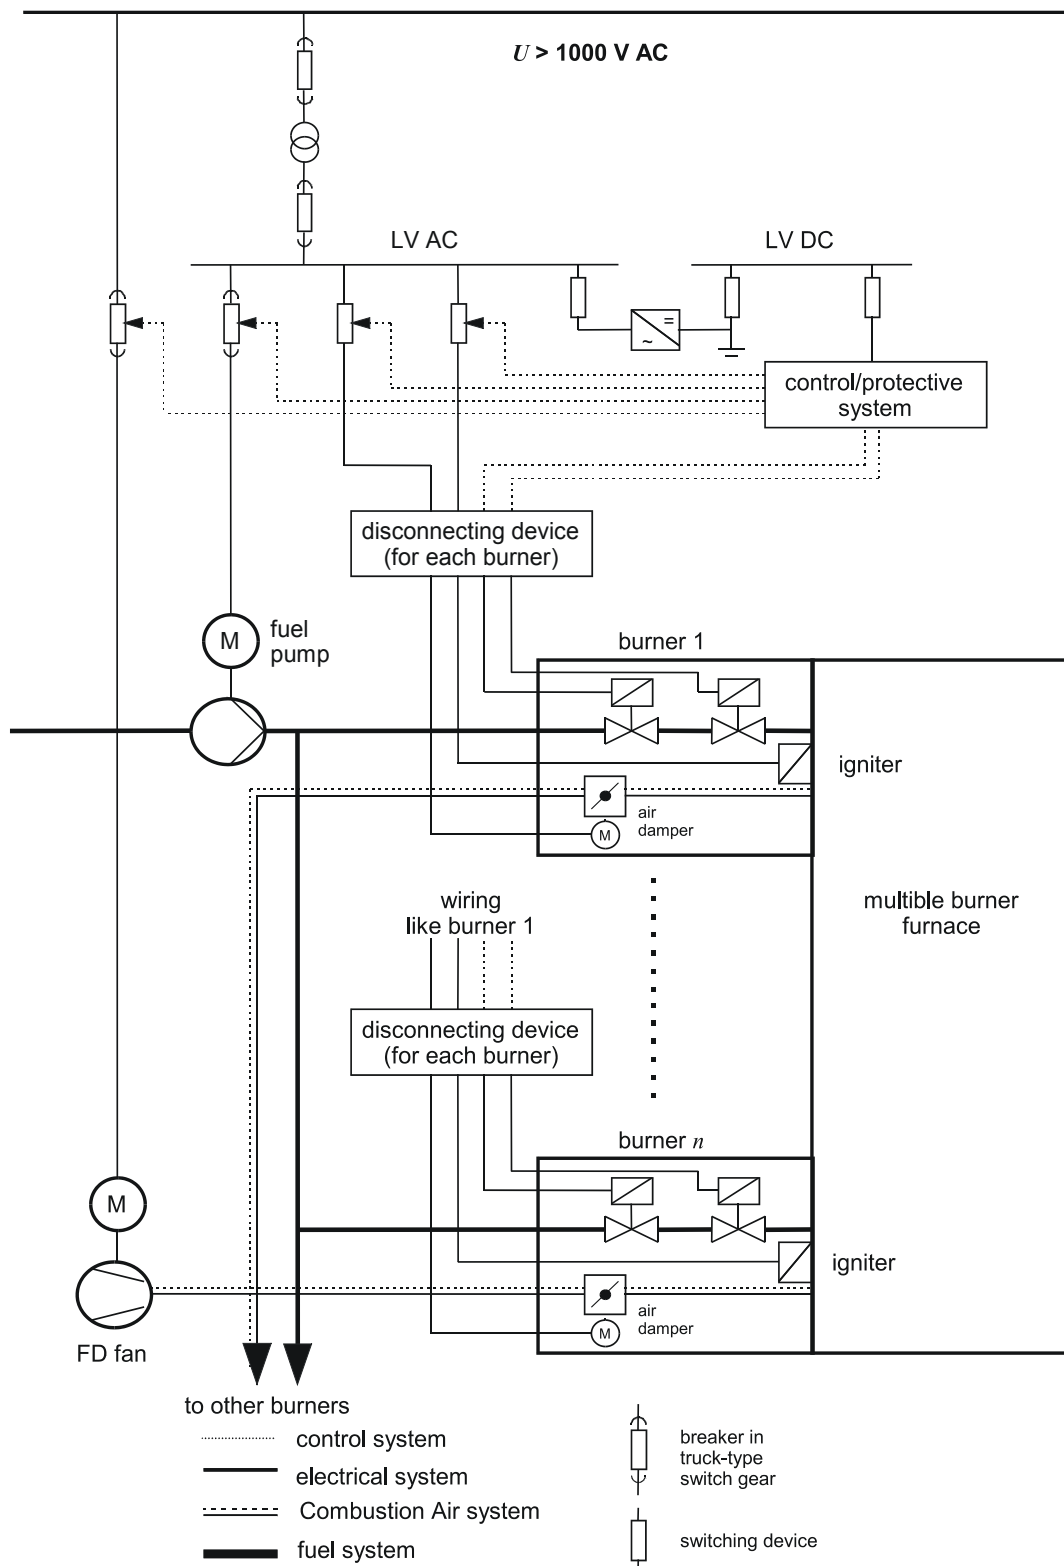 U > 1000 V AC
LV AC
LV DC
=
~
control/protective
system
disconnecting device
(for each burner)
M
fuel
pump
burner 1
igniter
air
damper
M
wiring
like burner 1
multible burner
furnace
disconnecting device
(for each burner)
burner n
M
igniter
air
damper
M
FD fan
to other burners
control system
electrical system
Combustion Air system
fuel system
breaker in
truck-type
switch gear
switching device